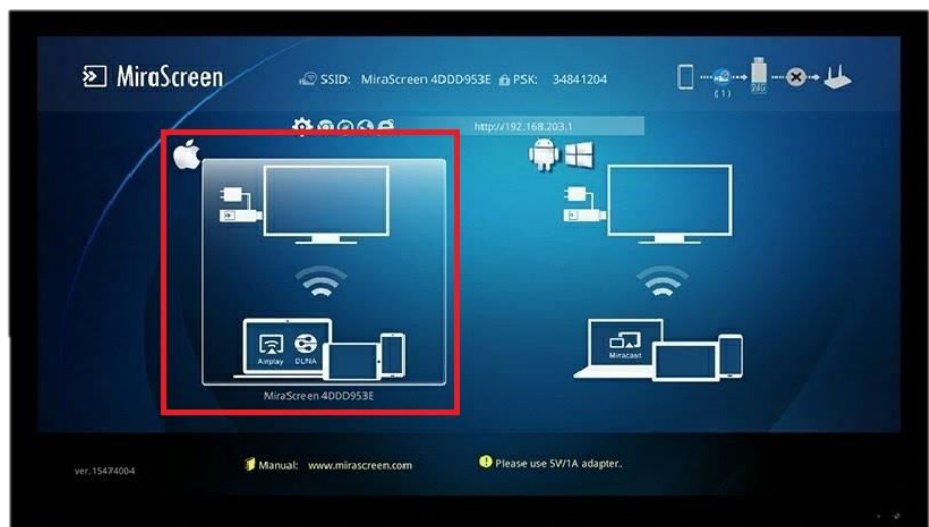 MiraScreen
SSID: MiraScreen 4DDD953E PSK: 34841204
(1)
http://192.168.203.1
Airplay DLNA
Miracast
MiraScreen 4DDD953E
ver.15474004
Manual: www.mirascreen.com
Please use 5V/1A adapter.